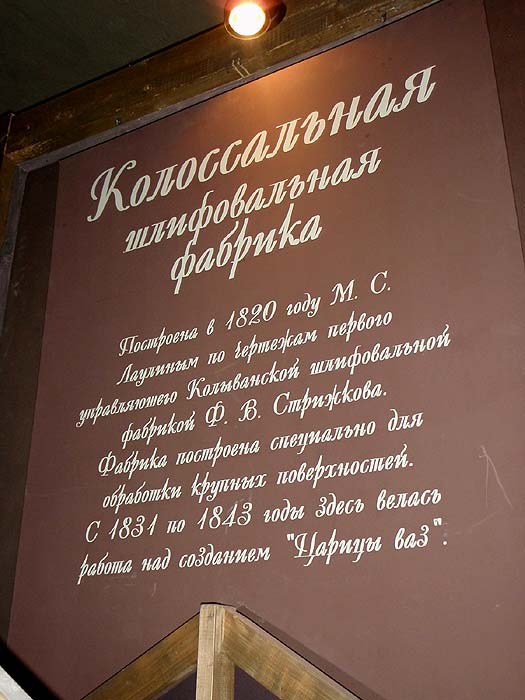 Колоссальная
шлифовальная
фабрика
Построена в 1820 году М. С.
Лаулиным по чертежам первого
управляющего Колыванской шлифовальной
фабрикой Ф. В. Стрижкова.
Фабрика построена специально для
обработки крупных поверхностей.
С 1831 по 1843 годы здесь велась
работа над созданием "Царицы ваз".